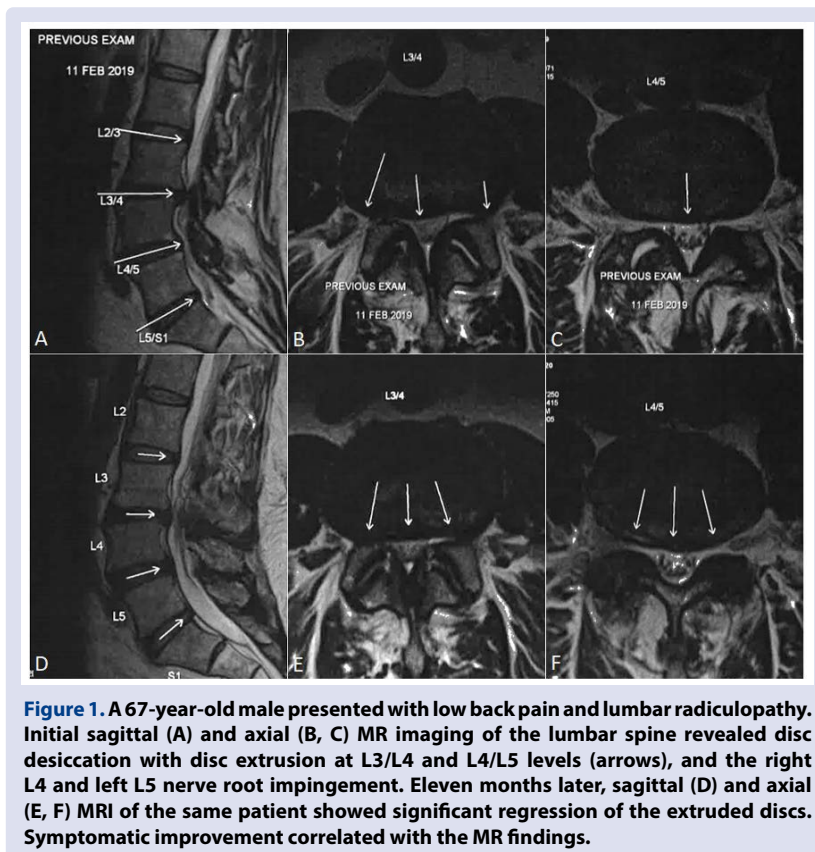 PREVIOUS EXAM
11 FEB 2019
L2/3
L3/4
L4/5
L5/S1
A
L3/4
PREVIOUS EXAM
11 FEB 2019
B
L4/5
PREVIOUS EXAM
11 FEB 2019
C
L2
L3
L4
L5
S1
D
L3/4
E
L4/5
F
Figure 1. A 67-year-old male presented with low back pain and lumbar radiculopathy.
Initial sagittal (A) and axial (B, C) MR imaging of the lumbar spine revealed disc
desiccation with disc extrusion at L3/L4 and L4/L5 levels (arrows), and the right
L4 and left L5 nerve root impingement. Eleven months later, sagittal (D) and axial
(E, F) MRI of the same patient showed significant regression of the extruded discs.
Symptomatic improvement correlated with the MR findings.